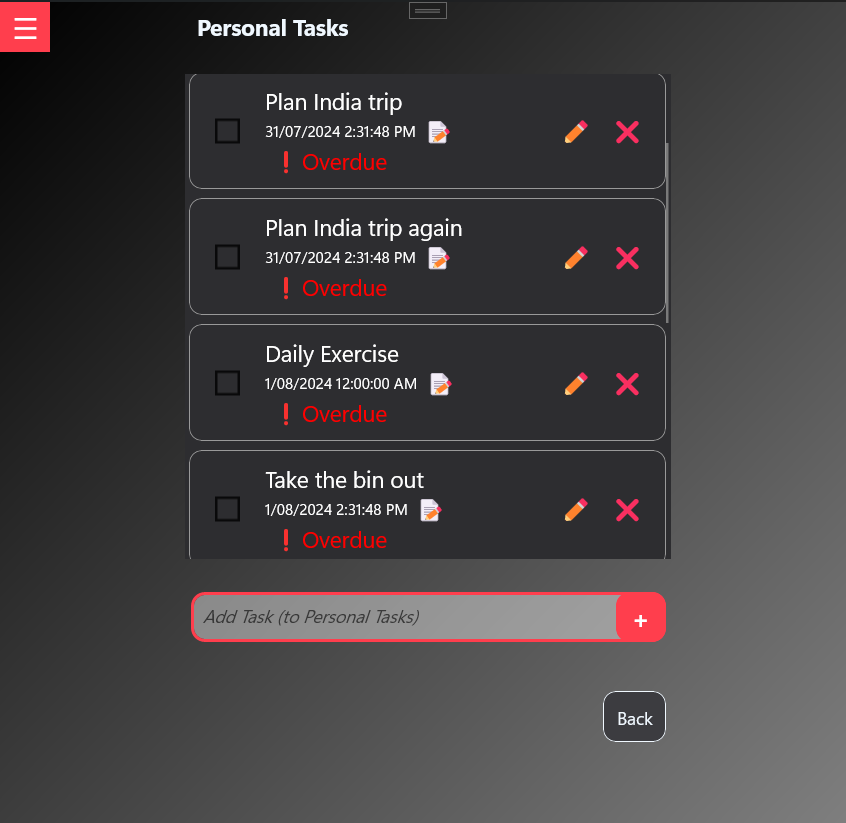 Personal Tasks
Plan India trip
31/07/2024 2:31:48 PM
❗ Overdue
Plan India trip again
31/07/2024 2:31:48 PM
❗ Overdue
Daily Exercise
1/08/2024 12:00:00 AM
❗ Overdue
Take the bin out
1/08/2024 2:31:48 PM
❗ Overdue
Add Task (to Personal Tasks)
+
Back